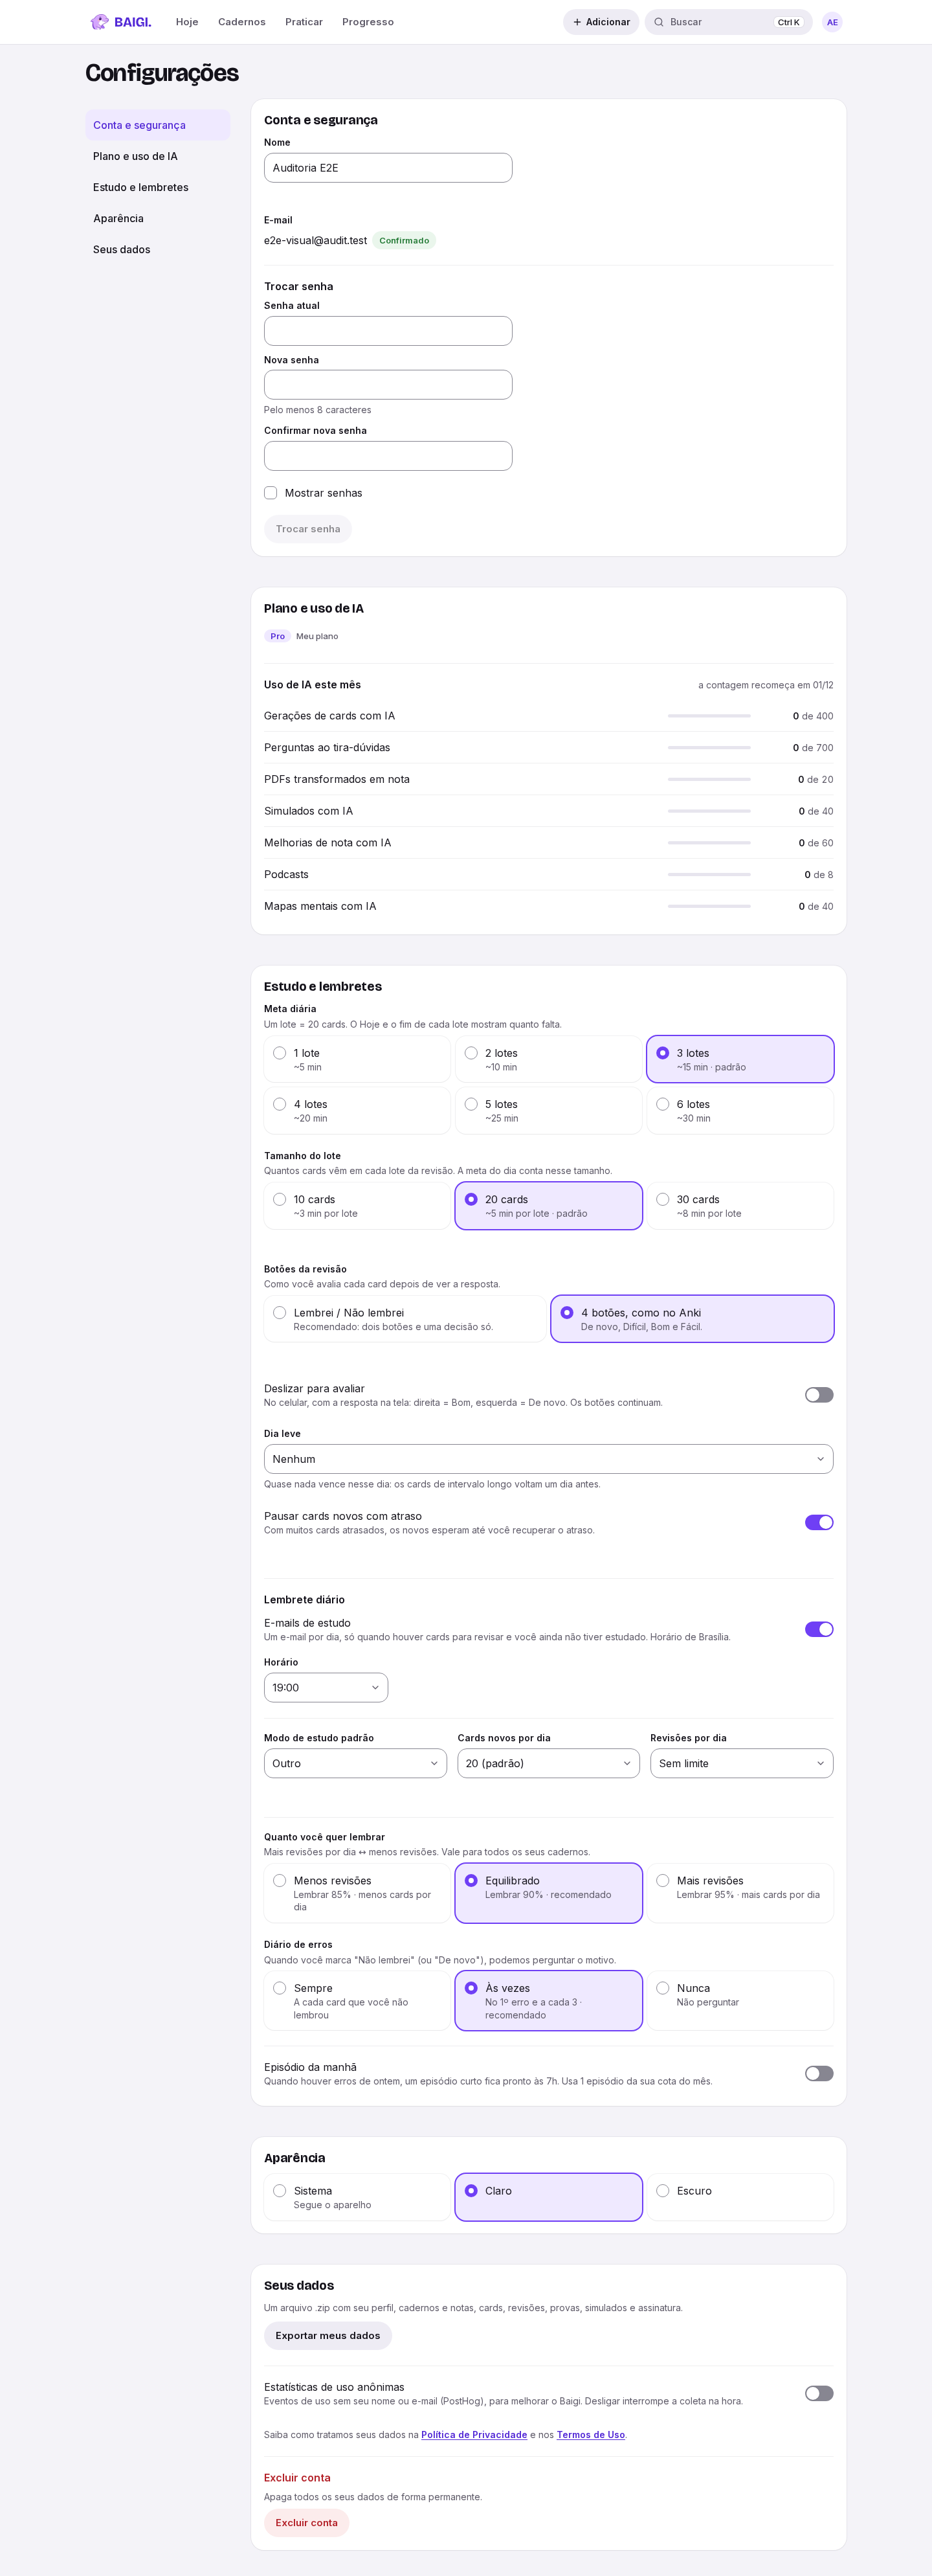 BAIGI.
Hoje
Cadernos
Praticar
Progresso
Adicionar
Buscar
Ctrl K
AE
Configurações
Conta e segurança
Plano e uso de IA
Estudo e lembretes
Aparência
Seus dados
Conta e segurança
Nome
Auditoria E2E
E-mail
e2e-visual@audit.test Confirmado
Trocar senha
Senha atual
Nova senha
Pelo menos 8 caracteres
Confirmar nova senha
Mostrar senhas
Trocar senha
Plano e uso de IA
Pro Meu plano
Uso de IA este mês a contagem recomeça em 01/12
Gerações de cards com IA 0 de 400
Perguntas ao tira-dúvidas 0 de 700
PDFs transformados em nota 0 de 20
Simulados com IA 0 de 40
Melhorias de nota com IA 0 de 60
Podcasts 0 de 8
Mapas mentais com IA 0 de 40
Estudo e lembretes
Meta diária
Um lote = 20 cards. O Hoje e o fim de cada lote mostram quanto falta.
1 lote
~5 min
2 lotes
~10 min
3 lotes
~15 min · padrão
4 lotes
~20 min
5 lotes
~25 min
6 lotes
~30 min
Tamanho do lote
Quantos cards vêm em cada lote da revisão. A meta do dia conta nesse tamanho.
10 cards
~3 min por lote
20 cards
~5 min por lote · padrão
30 cards
~8 min por lote
Botões da revisão
Como você avalia cada card depois de ver a resposta.
Lembrei / Não lembrei
Recomendado: dois botões e uma decisão só.
4 botões, como no Anki
De novo, Difícil, Bom e Fácil.
Deslizar para avaliar
No celular, com a resposta na tela: direita = Bom, esquerda = De novo. Os botões continuam.
Dia leve
Nenhum
Quase nada vence nesse dia: os cards de intervalo longo voltam um dia antes.
Pausar cards novos com atraso
Com muitos cards atrasados, os novos esperam até você recuperar o atraso.
Lembrete diário
E-mails de estudo
Um e-mail por dia, só quando houver cards para revisar e você ainda não tiver estudado. Horário de Brasília.
Horário
19:00
Modo de estudo padrão
Outro
Cards novos por dia
20 (padrão)
Revisões por dia
Sem limite
Quanto você quer lembrar
Mais revisões por dia ↔ menos revisões. Vale para todos os seus cadernos.
Menos revisões
Lembrar 85% · menos cards por
dia
Equilibrado
Lembrar 90% · recomendado
Mais revisões
Lembrar 95% · mais cards por dia
Diário de erros
Quando você marca "Não lembrei" (ou "De novo"), podemos perguntar o motivo.
Sempre
A cada card que você não
lembrou
Às vezes
No 1º erro e a cada 3 ·
recomendado
Nunca
Não perguntar
Episódio da manhã
Quando houver erros de ontem, um episódio curto fica pronto às 7h. Usa 1 episódio da sua cota do mês.
Aparência
Sistema
Segue o aparelho
Claro
Escuro
Seus dados
Um arquivo .zip com seu perfil, cadernos e notas, cards, revisões, provas, simulados e assinatura.
Exportar meus dados
Estatísticas de uso anônimas
Eventos de uso sem seu nome ou e-mail (PostHog), para melhorar o Baigi. Desligar interrompe a coleta na hora.
Saiba como tratamos seus dados na Política de Privacidade e nos Termos de Uso.
Excluir conta
Apaga todos os seus dados de forma permanente.
Excluir conta